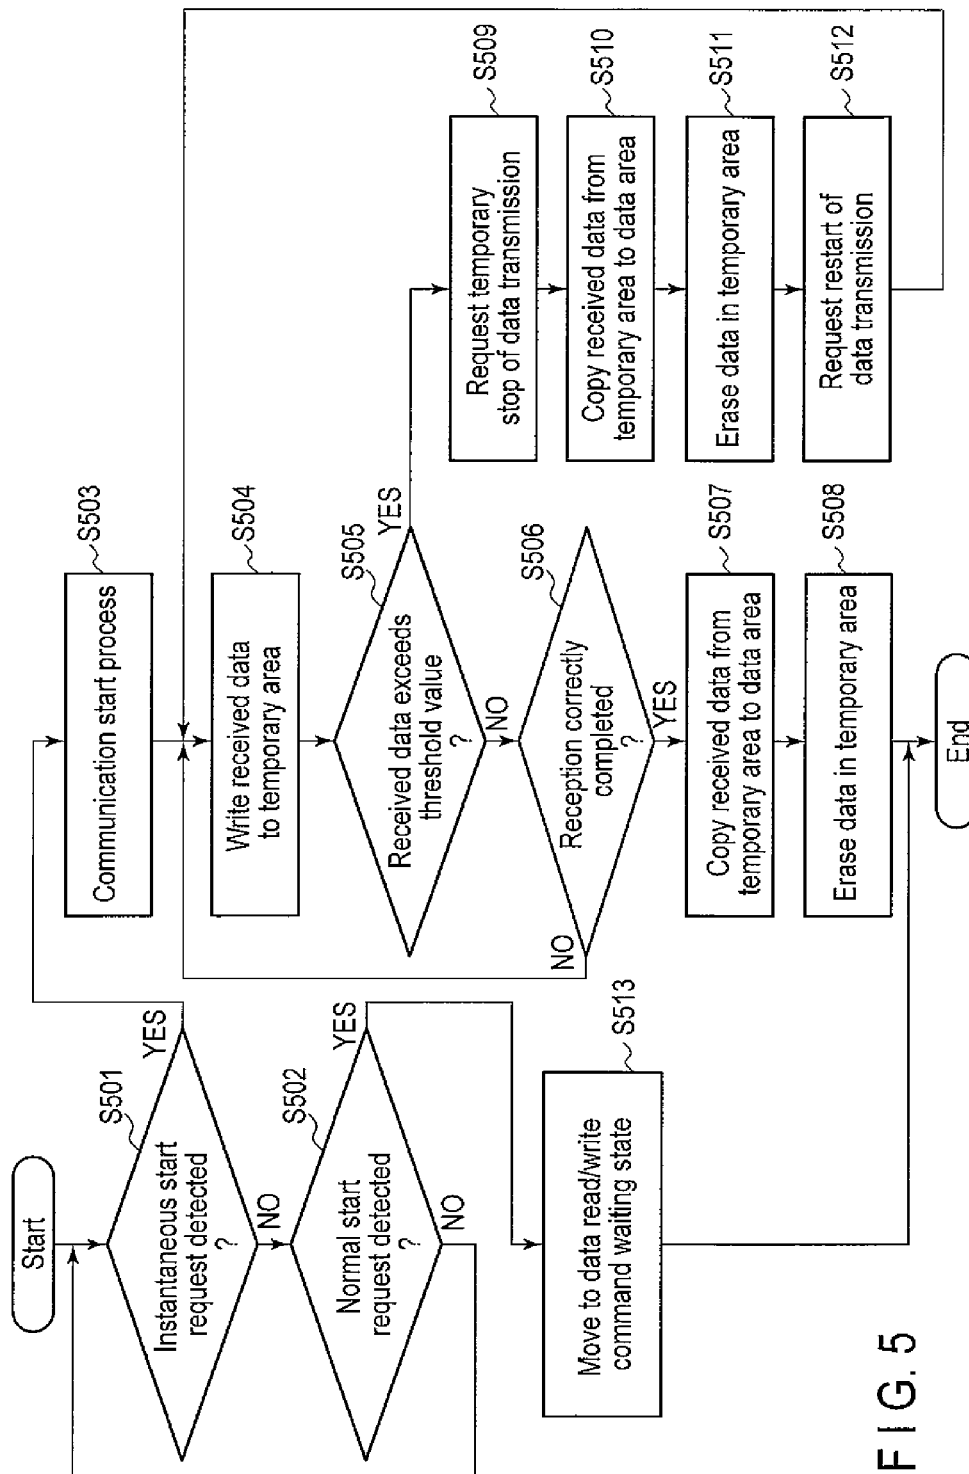 Start
S501
Instantaneous start
request detected
?
YES
NO
S502
Normal start
request detected
?
YES
NO
S513
Move to data read/write
command waiting state
S503
Communication start process
S504
Write received data
to temporary area
S505
Received data exceeds
threshold value
?
YES
NO
S506
Reception correctly
completed
?
NO
YES
S507
Copy received data from
temporary area to data area
S508
Erase data in temporary area
End
S509
Request temporary
stop of data transmission
S510
Copy received data from
temporary area to data area
S511
Erase data in temporary area
S512
Request restart of
data transmission
FIG. 5